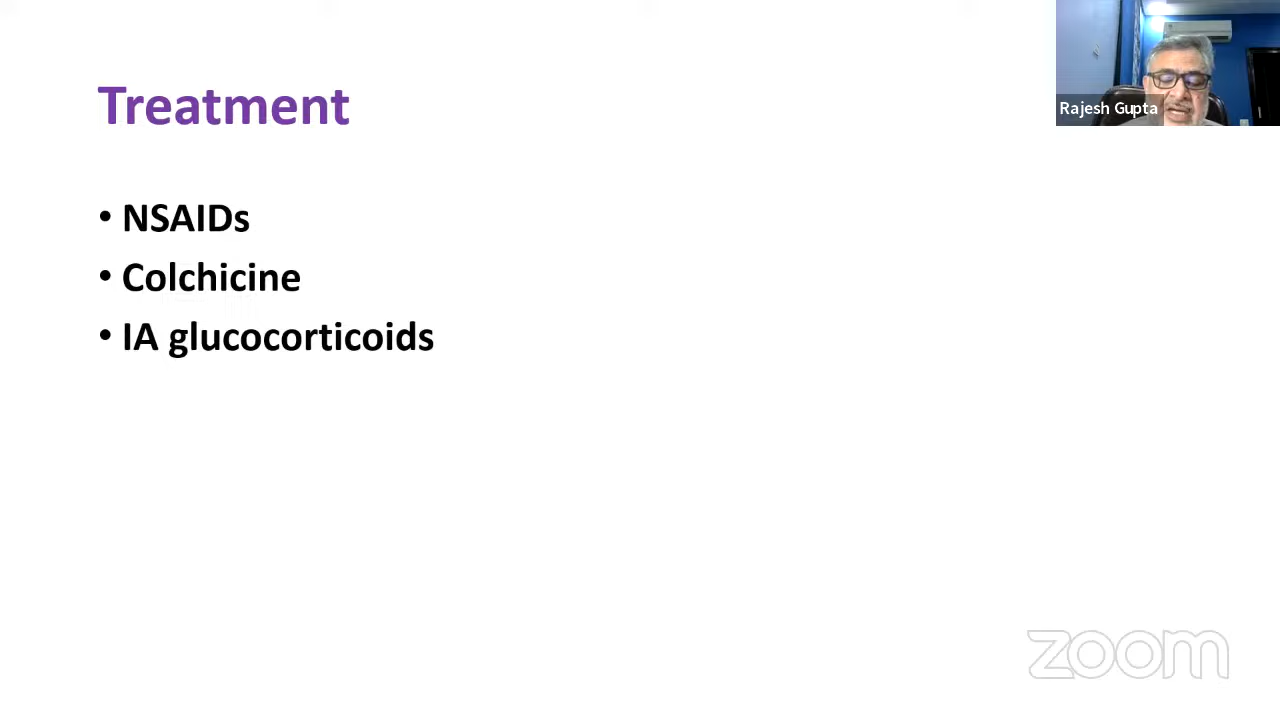 Treatment
Rajesh Gupta
• NSAIDs
• Colchicine
• IA glucocorticoids
zoom